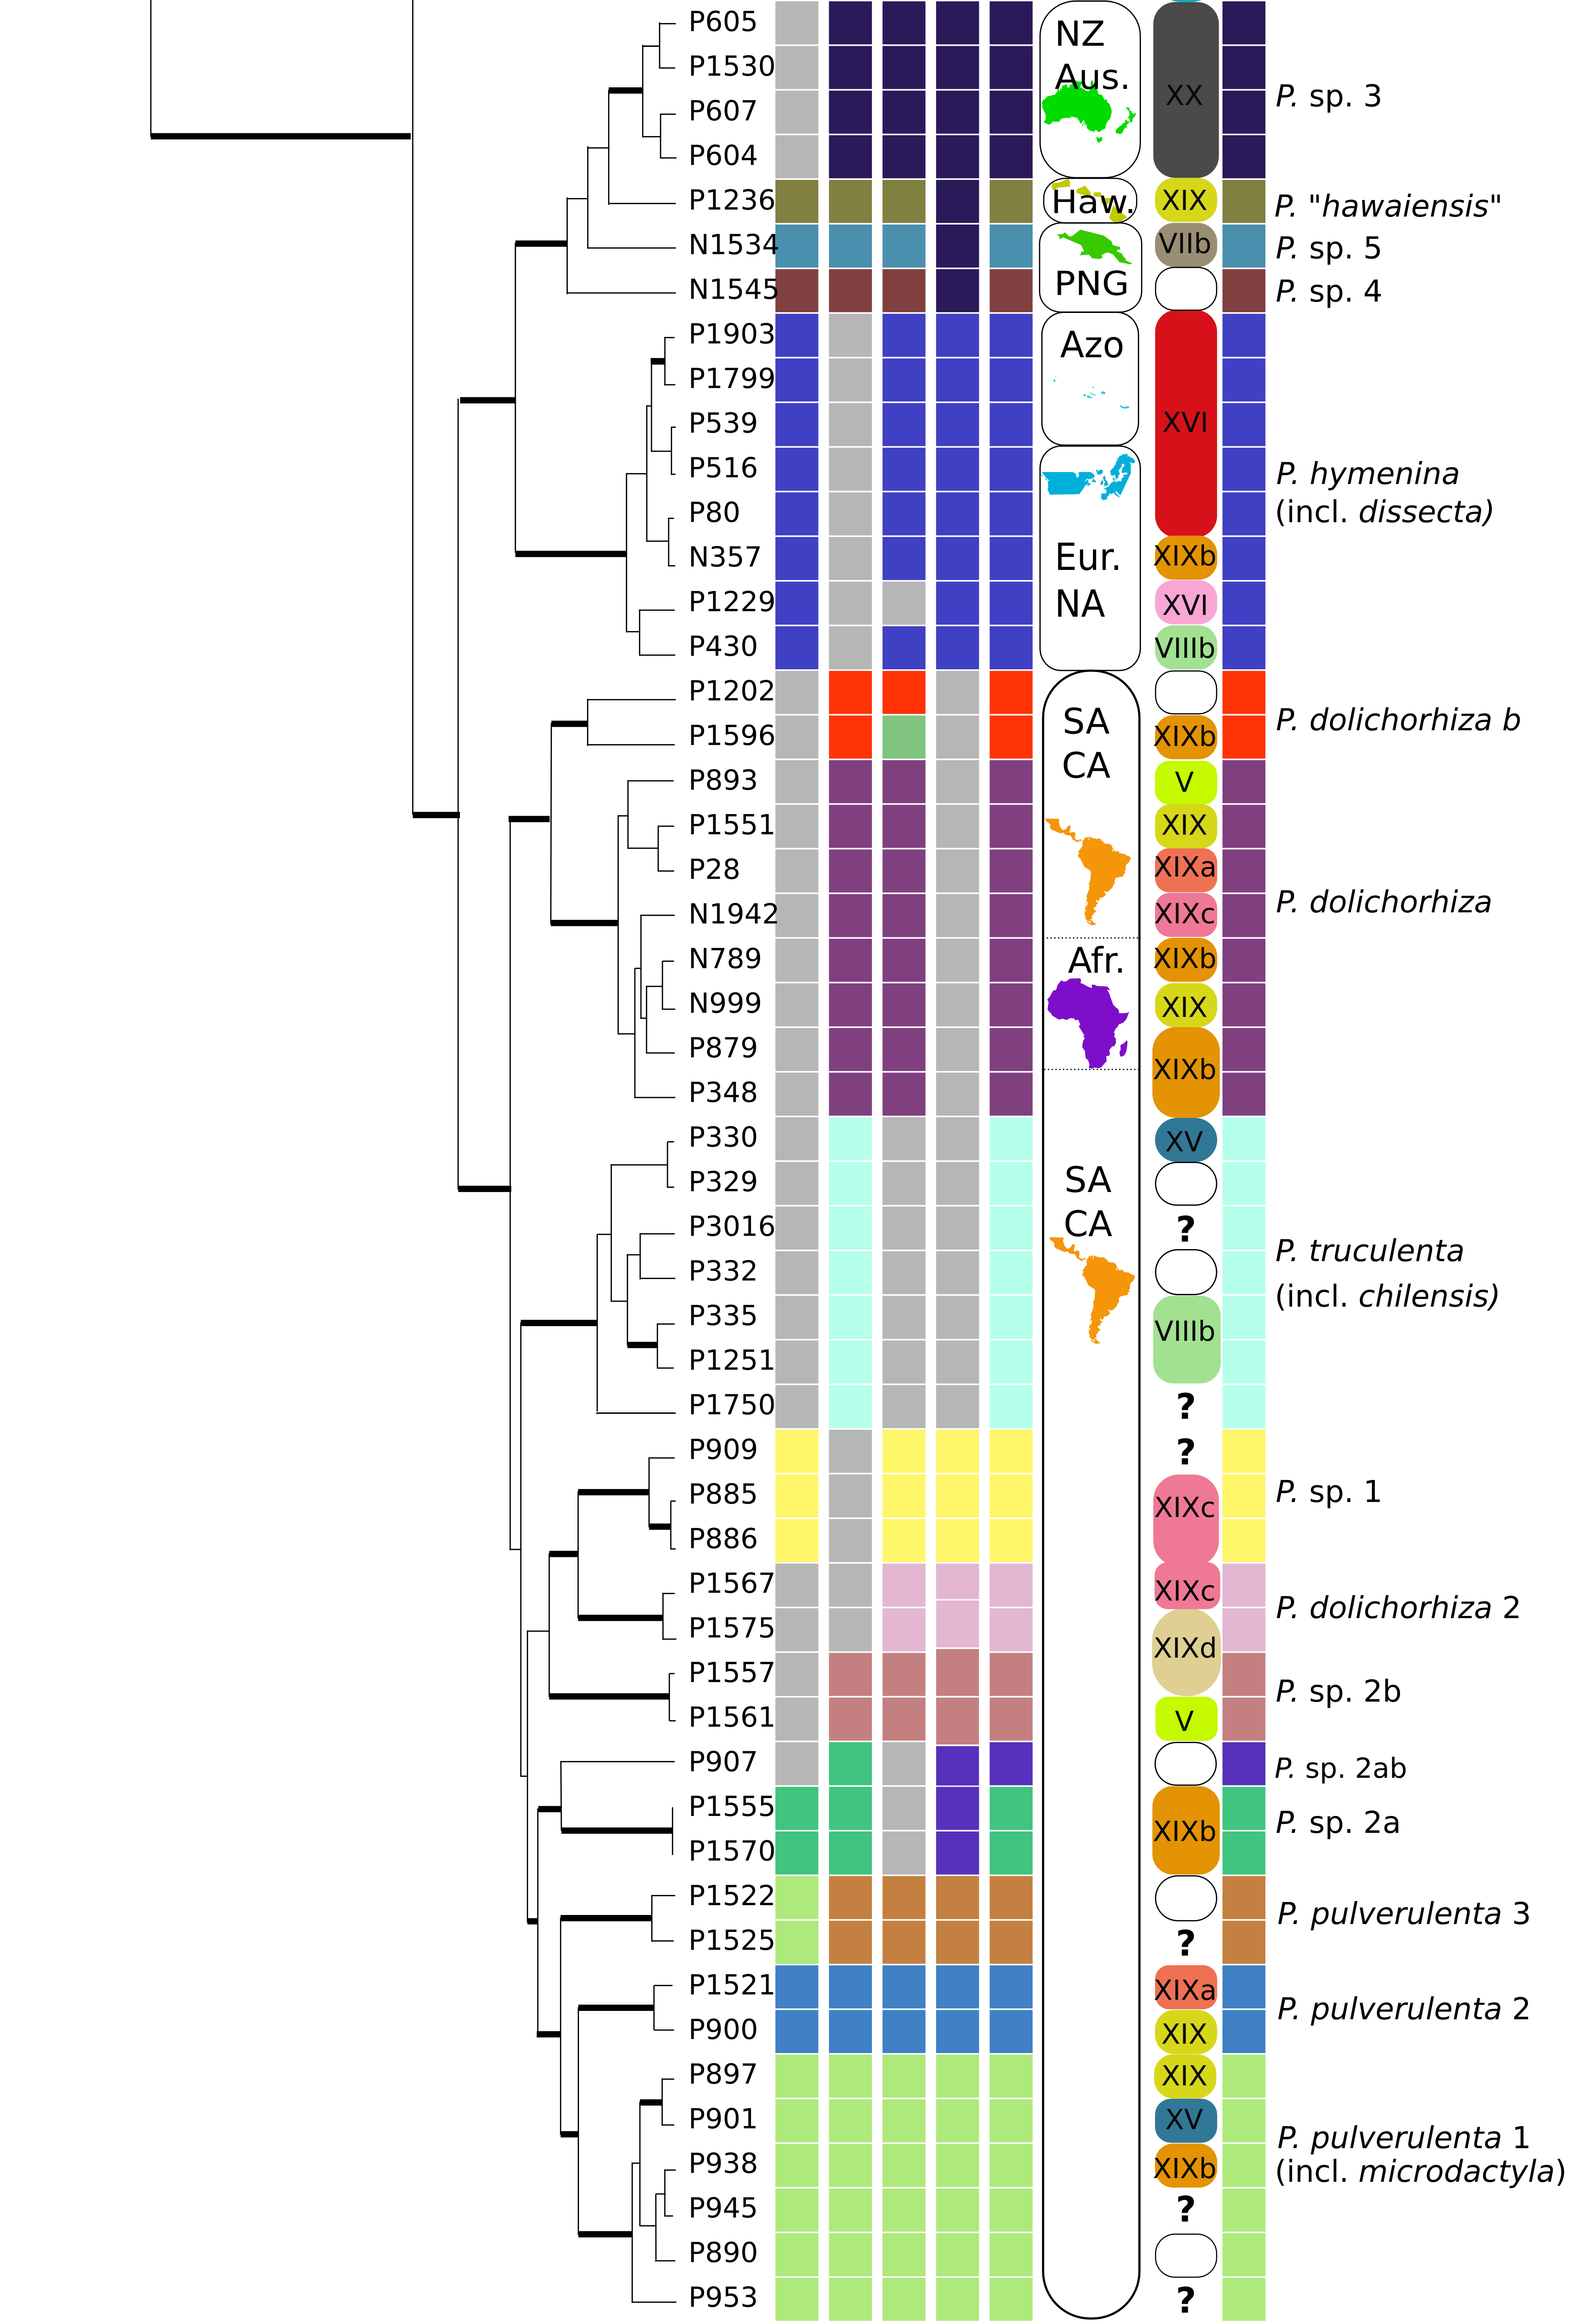 P605
P1530
P607
P604
P1236
N1534
N1545
P1903
P1799
P539
P516
P80
N357
P1229
P430
P1202
P1596
P893
P1551
P28
N1942
N789
N999
P879
P348
P330
P329
P3016
P332
P335
P1251
P1750
P909
P885
P886
P1567
P1575
P1557
P1561
P907
P1555
P1570
P1522
P1525
P1521
P900
P897
P901
P938
P945
P890
P953
NZ
Aus.
Haw.
PNG
Azo
Eur.
NA
SA
CA
Afr.
SA
CA
XX
XIX
VIIb
XVI
XIXb
XVI
VIIIb
XIXb
V
XIX
XIXa
XIXc
XIXb
XIX
XIXb
XV
?
VIIIb
?
?
XIXc
XIXc
XIXd
V
XIXb
?
XIXa
XIX
XIX
XV
XIXb
?
?
P. sp. 3
P. "hawaiensis"
P. sp. 5
P. sp. 4
P. hymenina
(incl. dissecta)
P. dolichorhiza b
P. dolichorhiza
P. truculenta
(incl. chilensis)
P. sp. 1
P. dolichorhiza 2
P. sp. 2b
P. sp. 2ab
P. sp. 2a
P. pulverulenta 3
P. pulverulenta 2
P. pulverulenta 1
(incl. microdactyla)